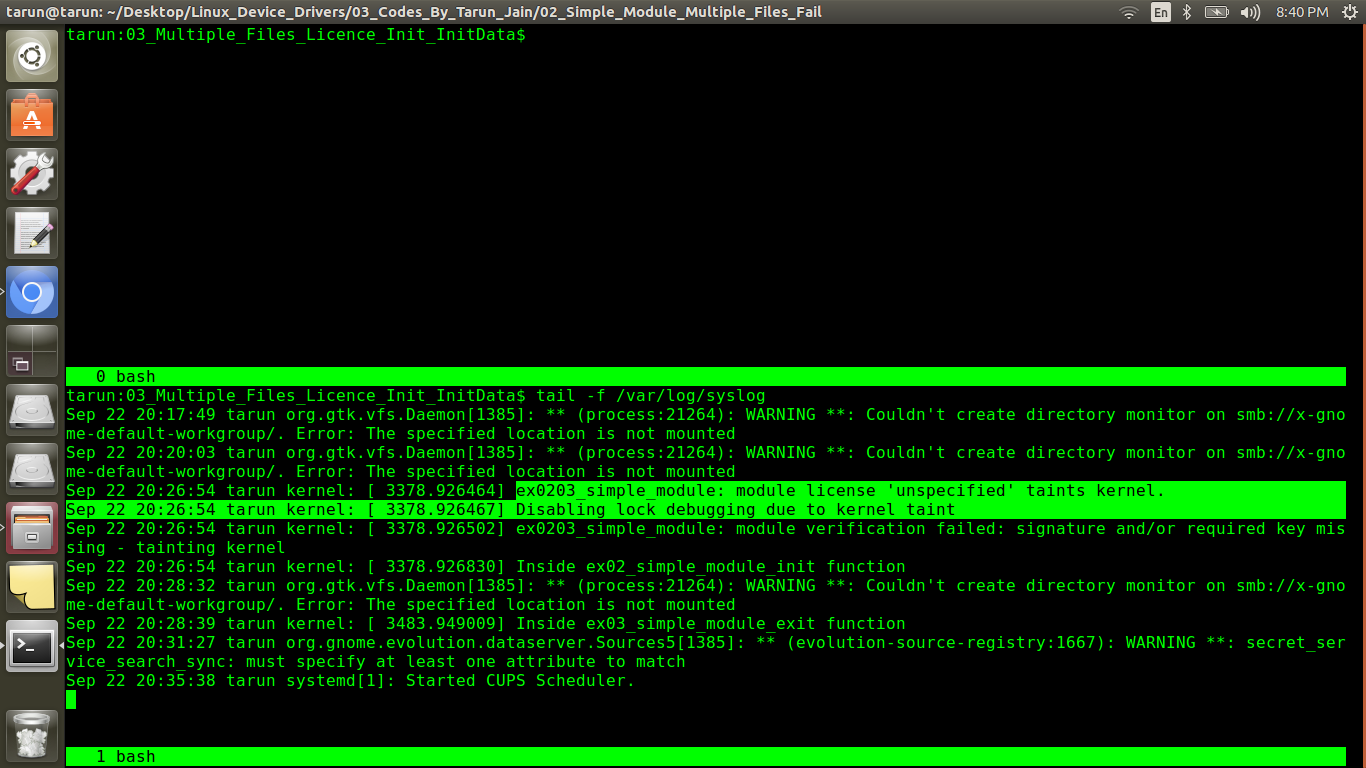 tarun@tarun: ~/Desktop/Linux_Device_Drivers/03_Codes_By_Tarun_Jain/02_Simple_Module_Multiple_Files_Fail
En
8:40 PM
tarun:03_Multiple_Files_Licence_Init_InitData$
0 bash
tarun:03_Multiple_Files_Licence_Init_InitData$ tail -f /var/log/syslog
Sep 22 20:17:49 tarun org.gtk.vfs.Daemon[1385]: ** (process:21264): WARNING **: Couldn't create directory monitor on smb://x-gno
me-default-workgroup/. Error: The specified location is not mounted
Sep 22 20:20:03 tarun org.gtk.vfs.Daemon[1385]: ** (process:21264): WARNING **: Couldn't create directory monitor on smb://x-gno
me-default-workgroup/. Error: The specified location is not mounted
Sep 22 20:26:54 tarun kernel: [ 3378.926464] ex0203_simple_module: module license 'unspecified' taints kernel.
Sep 22 20:26:54 tarun kernel: [ 3378.926467] Disabling lock debugging due to kernel taint
Sep 22 20:26:54 tarun kernel: [ 3378.926502] ex0203_simple_module: module verification failed: signature and/or required key mis
sing - tainting kernel
Sep 22 20:26:54 tarun kernel: [ 3378.926830] Inside ex02_simple_module_init function
Sep 22 20:28:32 tarun org.gtk.vfs.Daemon[1385]: ** (process:21264): WARNING **: Couldn't create directory monitor on smb://x-gno
me-default-workgroup/. Error: The specified location is not mounted
Sep 22 20:28:39 tarun kernel: [ 3483.949009] Inside ex03_simple_module_exit function
Sep 22 20:31:27 tarun org.gnome.evolution.dataserver.Sources5[1385]: ** (evolution-source-registry:1667): WARNING **: secret_ser
vice_search_sync: must specify at least one attribute to match
Sep 22 20:35:38 tarun systemd[1]: Started CUPS Scheduler.
1 bash